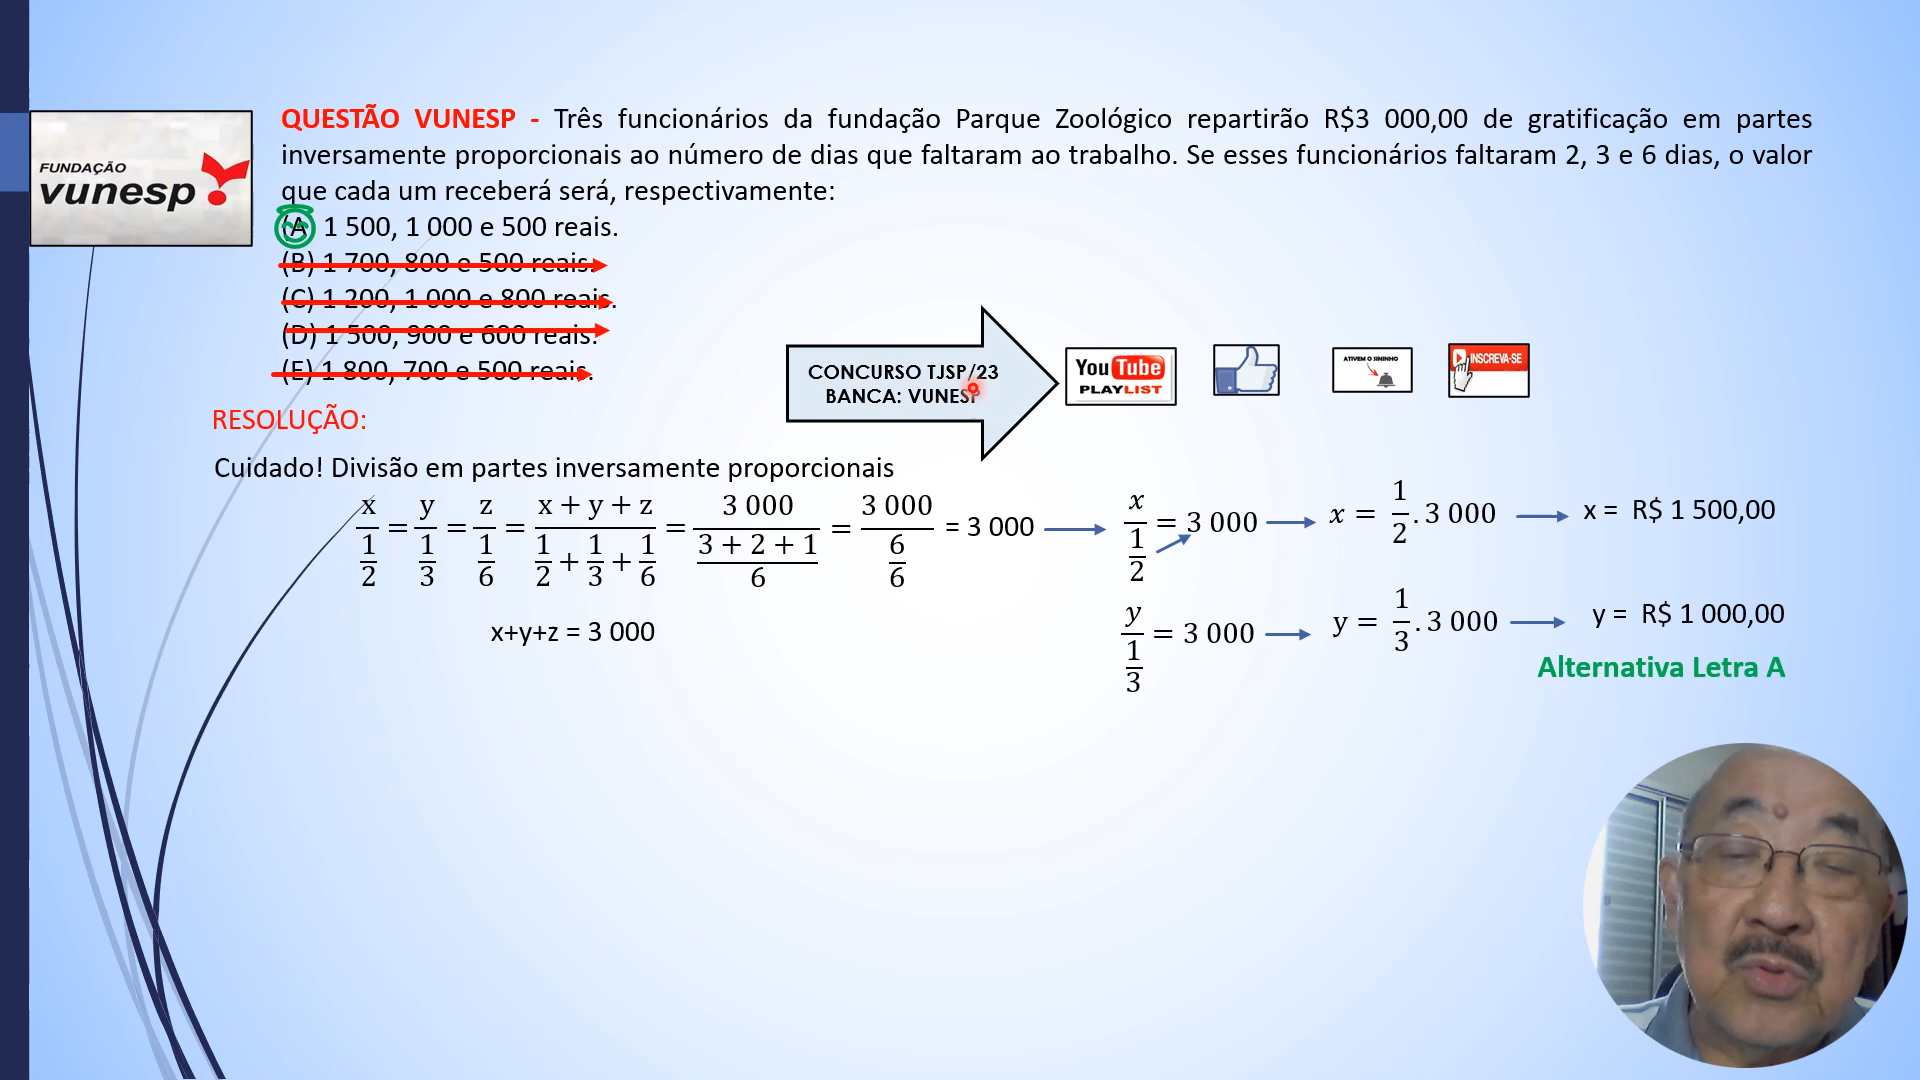 QUESTÃO VUNESP - Três funcionários da fundação Parque Zoológico repartirão R$3 000,00 de gratificação em partes
inversamente proporcionais ao número de dias que faltaram ao trabalho. Se esses funcionários faltaram 2, 3 e 6 dias, o valor
que cada um receberá será, respectivamente:
FUNDAÇÃO
vunesp
(A) 1 500, 1 000 e 500 reais.
(B) 1 700, 800 e 500 reais.
(C) 1 200, 1 000 e 800 reais.
(D) 1 500, 900 e 600 reais.
(E) 1 800, 700 e 500 reais.
CONCURSO TJSP/23
BANCA: VUNESP
You Tube
PLAYLIST
ATIVEM O SININHO
INSCREVA-SE
RESOLUÇÃO:
Cuidado! Divisão em partes inversamente proporcionais
x/(1/2) = y/(1/3) = z/(1/6) = (x + y + z)/(1/2 + 1/3 + 1/6) = 3 000/((3 + 2 + 1)/6) = 3 000/(6/6) = 3 000
x/(1/2) = 3 000 → x = 1/2 . 3 000 → x = R$ 1 500,00
x+y+z = 3 000
y/(1/3) = 3 000 → y = 1/3 . 3 000 → y = R$ 1 000,00
Alternativa Letra A